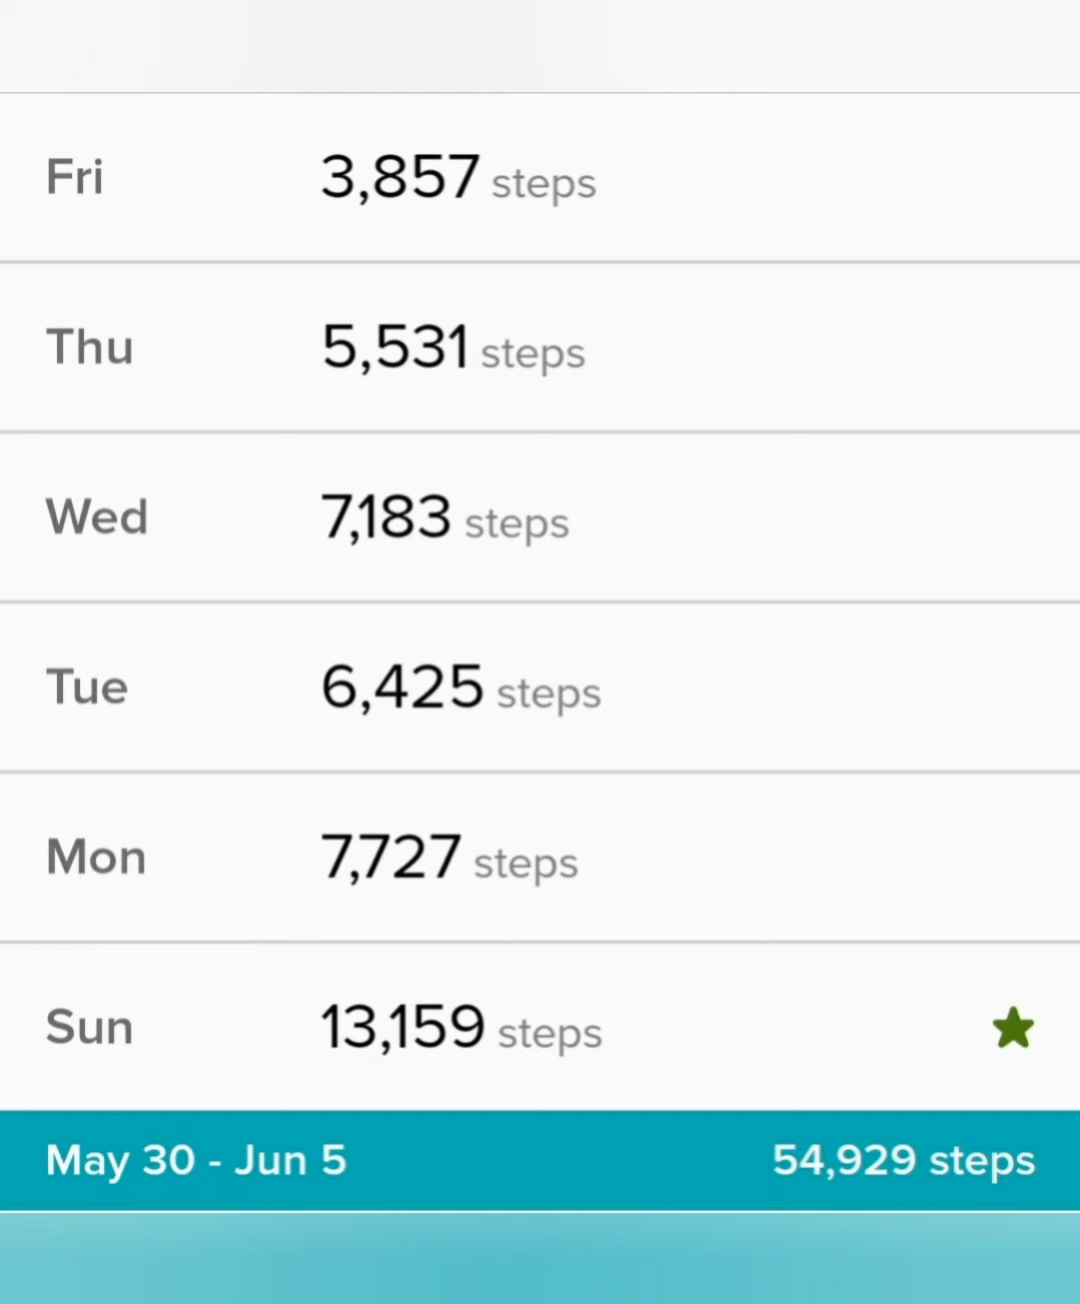 Fri 3,857 steps
Thu 5,531 steps
Wed 7,183 steps
Tue 6,425 steps
Mon 7,727 steps
Sun 13,159 steps
May 30 - Jun 5 54,929 steps